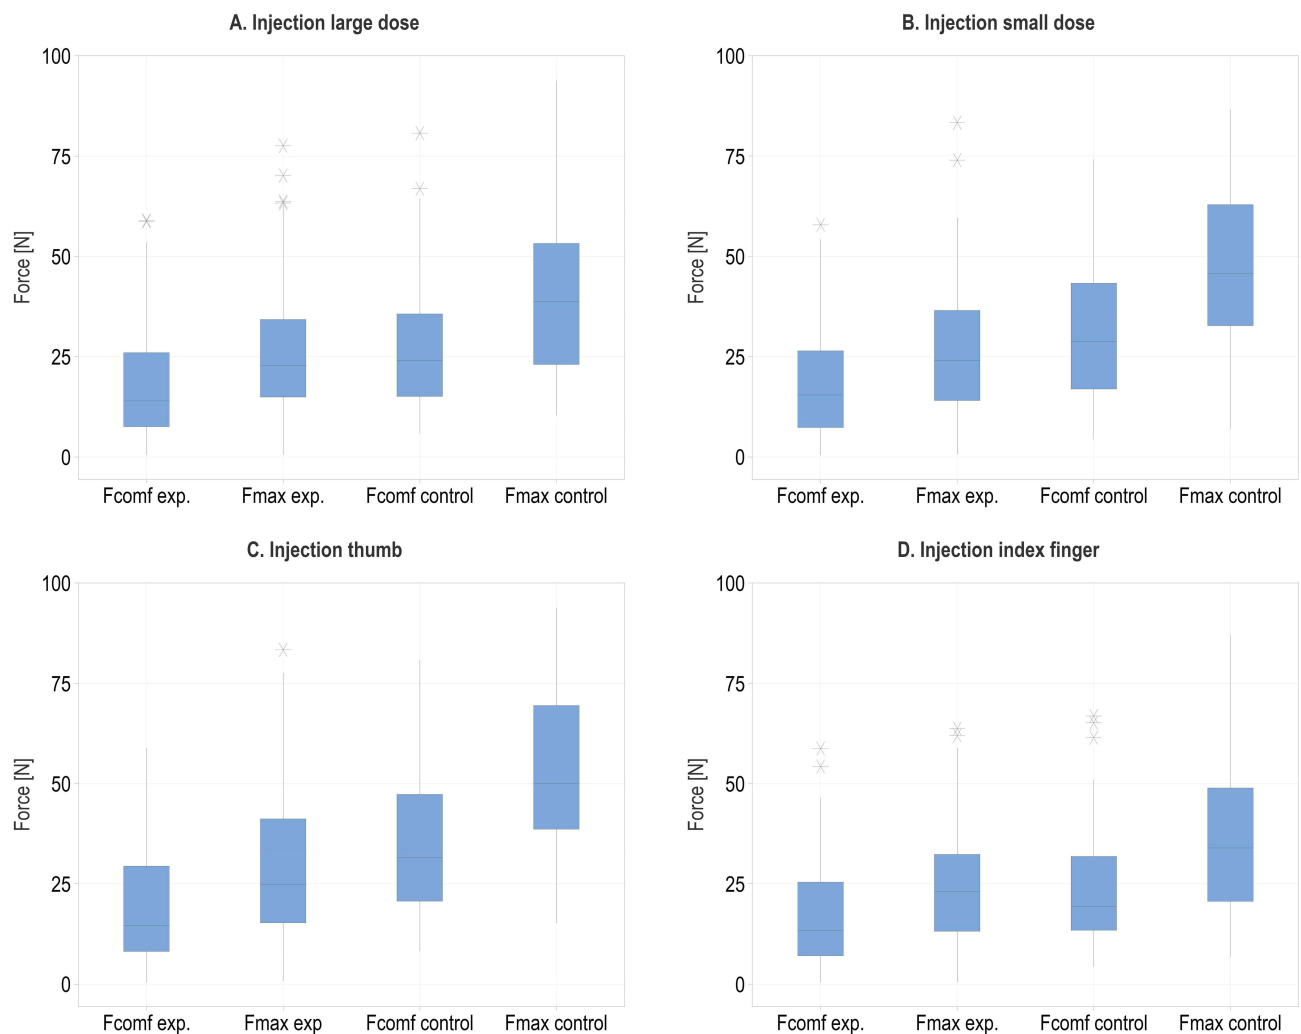 A. Injection large dose
100
75
50
25
0
Force [N]
Fcomf exp. Fmax exp. Fcomf control Fmax control
B. Injection small dose
100
75
50
25
0
Force [N]
Fcomf exp. Fmax exp. Fcomf control Fmax control
C. Injection thumb
100
75
50
25
0
Force [N]
Fcomf exp. Fmax exp Fcomf control Fmax control
D. Injection index finger
100
75
50
25
0
Force [N]
Fcomf exp. Fmax exp. Fcomf control Fmax control